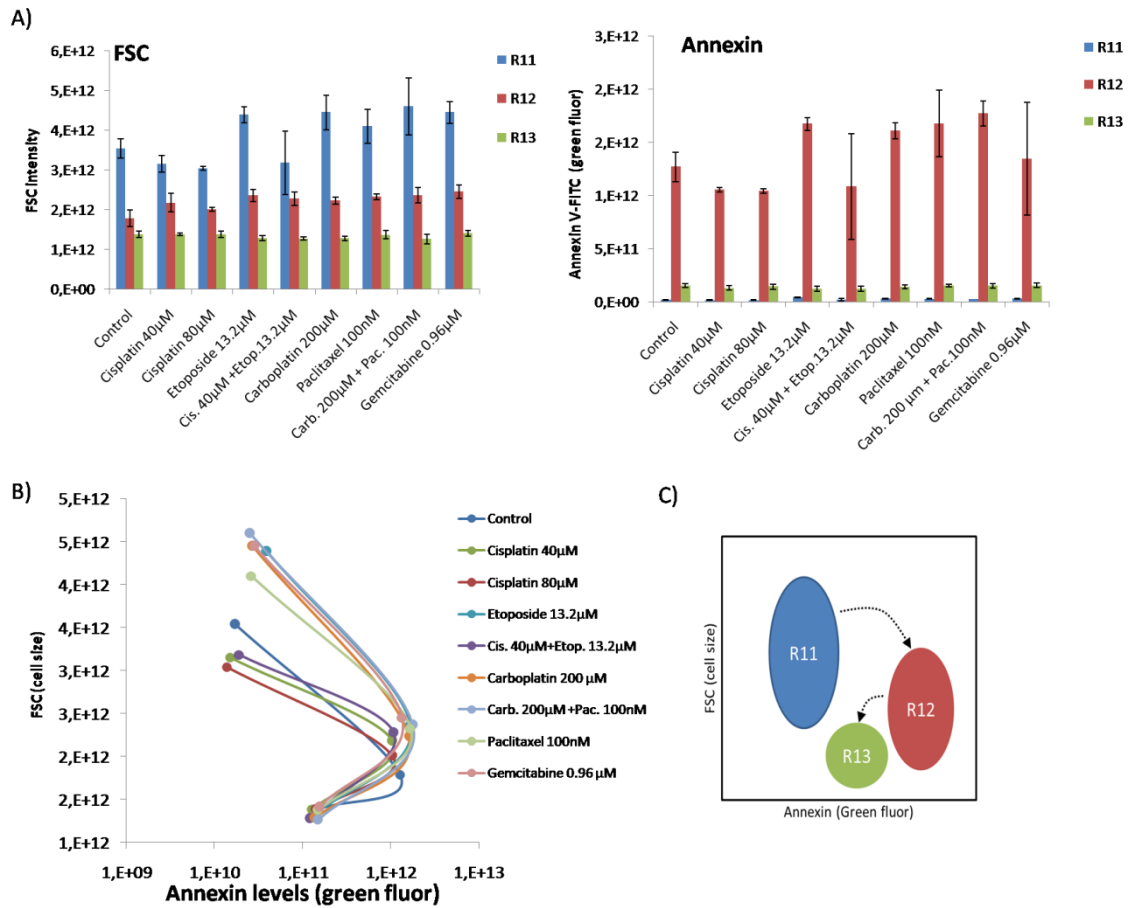 A)
FSC
6,E+12
5,E+12
4,E+12
3,E+12
2,E+12
1,E+12
0,E+00
FSC Intensity
R11
R12
R13
Control
Cisplatin 40µM
Cisplatin 80µM
Etoposide 13.2µM
Cis. 40µM +Etop.13.2µM
Carboplatin 200µM
Paclitaxel 100nM
Carb. 200µM + Pac. 100nM
Gemcitabine 0.96µM
Annexin
3,E+12
2,E+12
2,E+12
1,E+12
5,E+11
0,E+00
Annexin V-FITC (green fluor)
R11
R12
R13
Control
Cisplatin 40µM
Cisplatin 80µM
Etoposide 13.2µM
Cis. 40µM + Etop.13.2µM
Carboplatin 200µM
Paclitaxel 100nM
Carb. 200 µm + Pac.100nM
Gemcitabine 0.96µM
B)
5,E+12
5,E+12
4,E+12
4,E+12
3,E+12
3,E+12
2,E+12
2,E+12
1,E+12
FSC (cell size)
1,E+09
1,E+10
1,E+11
1,E+12
1,E+13
Annexin levels (green fluor)
Control
Cisplatin 40µM
Cisplatin 80µM
Etoposide 13.2µM
Cis. 40µM+Etop. 13.2µM
Carboplatin 200 µM
Carb. 200µM +Pac. 100nM
Paclitaxel 100nM
Gemcitabine 0.96 µM
C)
FSC (cell size)
R11
R12
R13
Annexin (Green fluor)